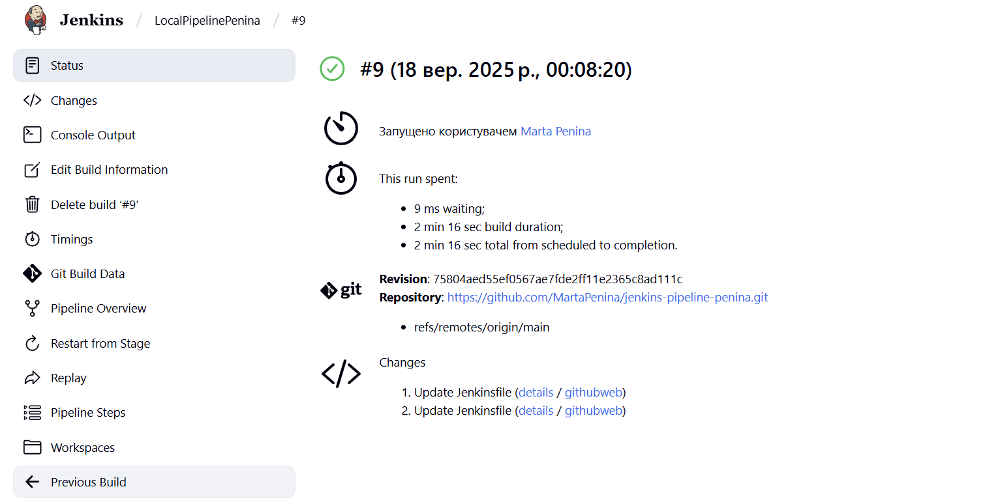 Jenkins / LocalPipelinePenina / #9
Status
Changes
Console Output
Edit Build Information
Delete build ‘#9’
Timings
Git Build Data
Pipeline Overview
Restart from Stage
Replay
Pipeline Steps
Workspaces
Previous Build
#9 (18 вер. 2025 р., 00:08:20)
Запущено користувачем Marta Penina
This run spent:
• 9 ms waiting;
• 2 min 16 sec build duration;
• 2 min 16 sec total from scheduled to completion.
git
Revision: 75804aed55ef0567ae7fde2ff11e2365c8ad111c
Repository: https://github.com/MartaPenina/jenkins-pipeline-penina.git
• refs/remotes/origin/main
Changes
1. Update Jenkinsfile (details / githubweb)
2. Update Jenkinsfile (details / githubweb)